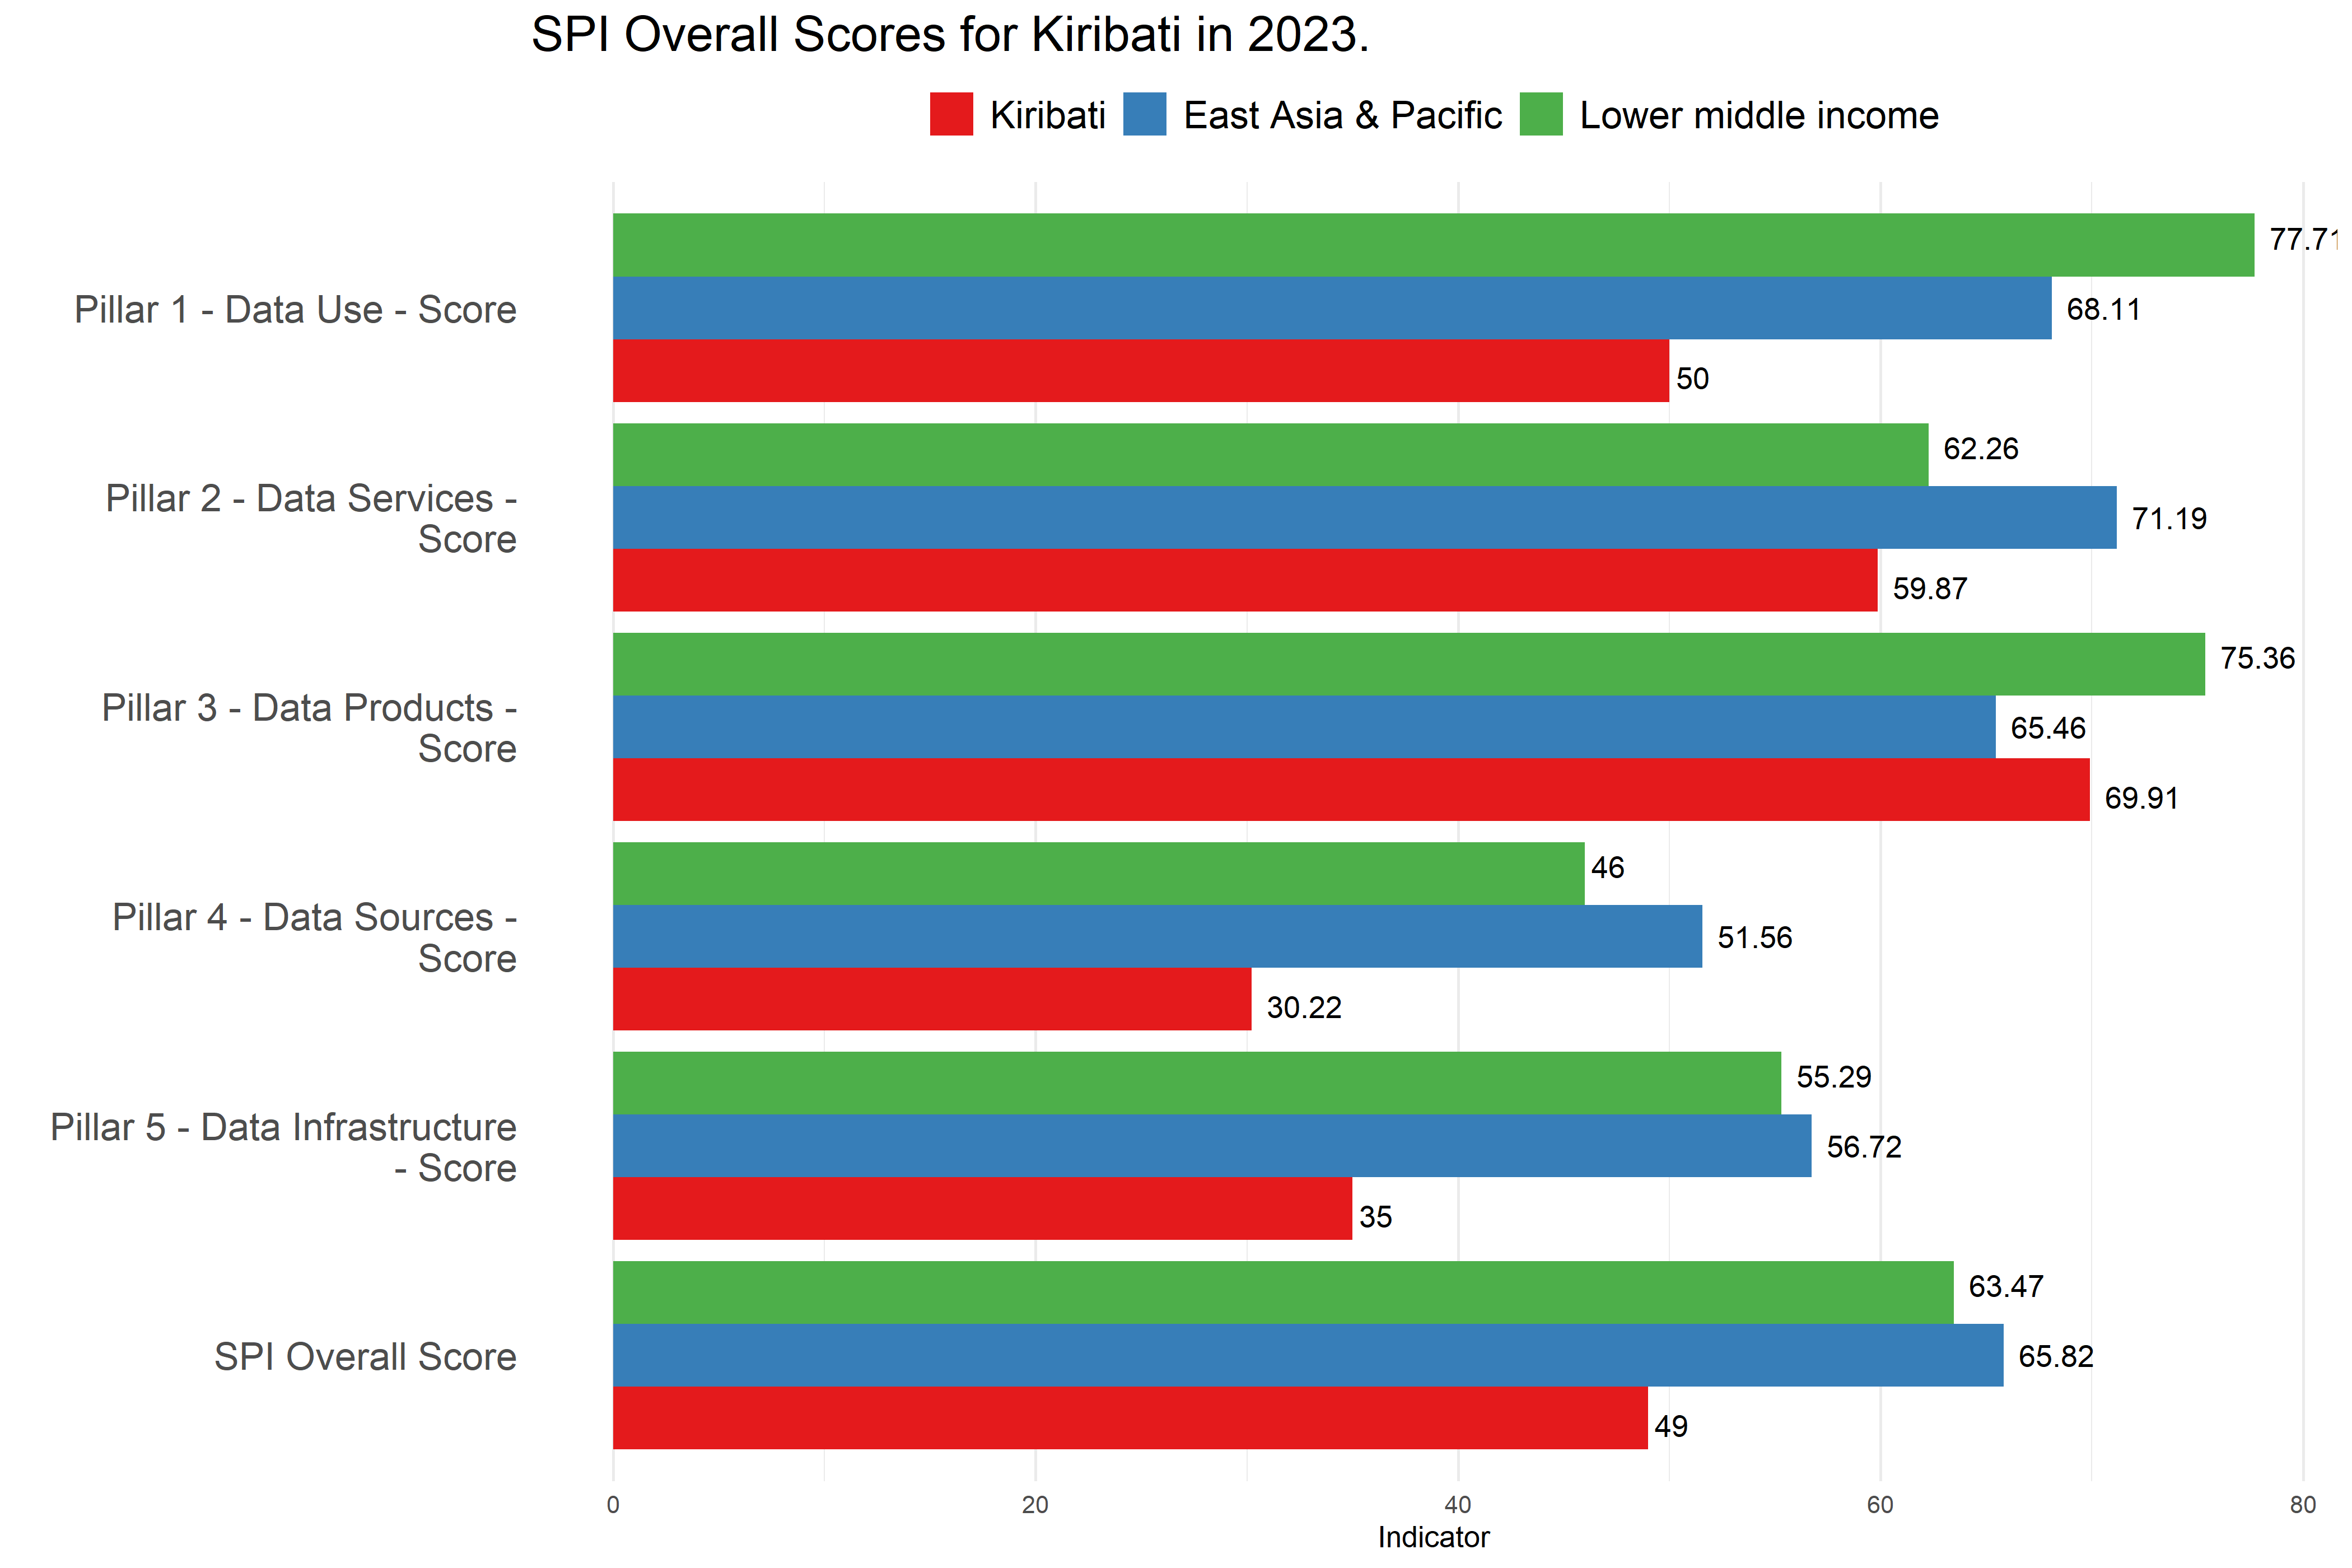 SPI Overall Scores for Kiribati in 2023.
Kiribati East Asia & Pacific Lower middle income
Pillar 1 - Data Use - Score
77.71
68.11
50
Pillar 2 - Data Services -
Score
62.26
71.19
59.87
Pillar 3 - Data Products -
Score
75.36
65.46
69.91
Pillar 4 - Data Sources -
Score
46
51.56
30.22
Pillar 5 - Data Infrastructure
- Score
55.29
56.72
35
SPI Overall Score
63.47
65.82
49
0 20 40 60 80
Indicator